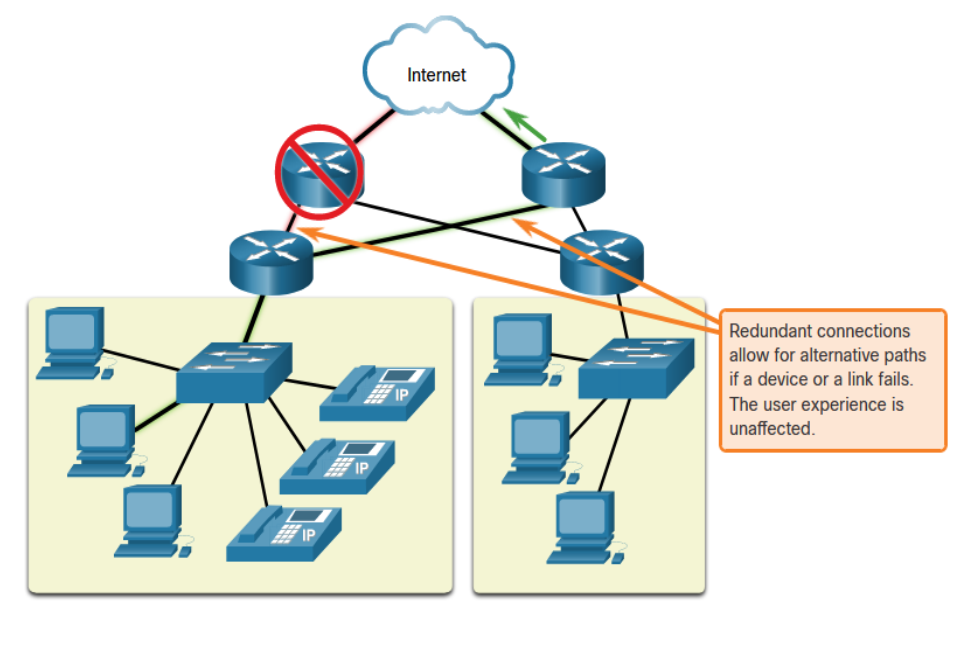 Internet
Redundant connections
allow for alternative paths
if a device or a link fails.
The user experience is
unaffected.
IP
IP
IP